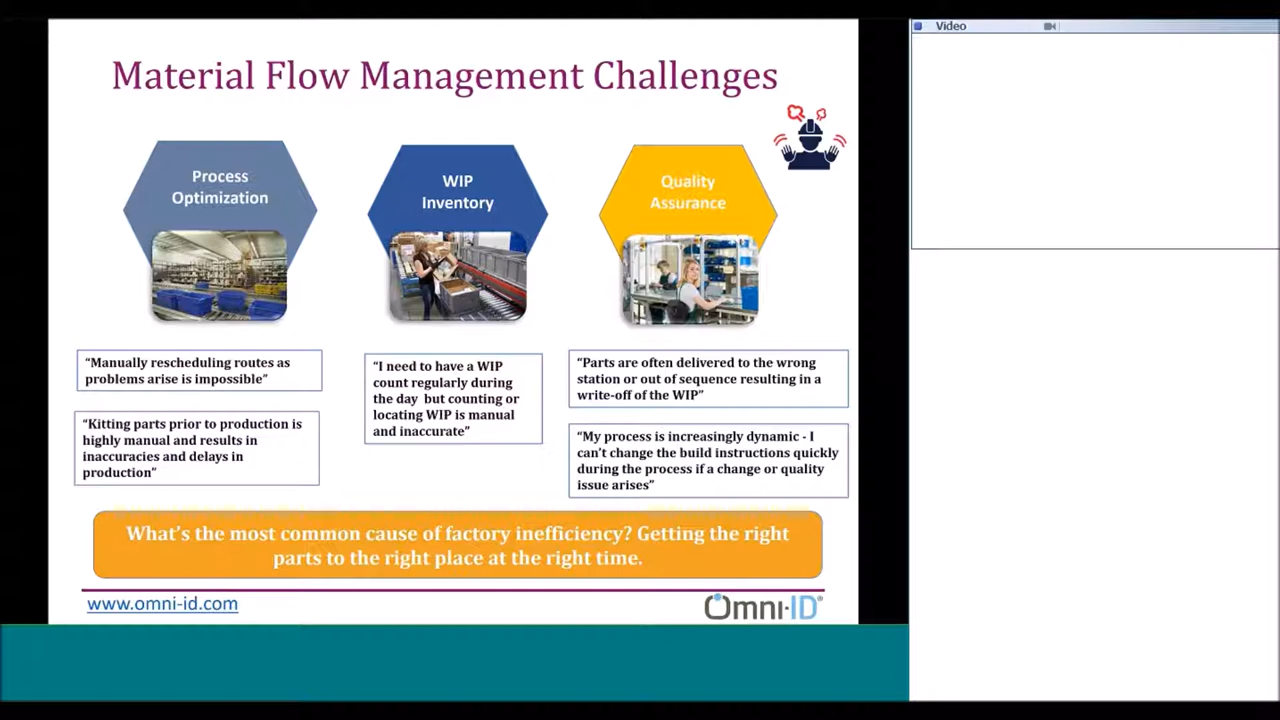 Video
Material Flow Management Challenges
Process
Optimization
WIP
Inventory
Quality
Assurance
“Manually rescheduling routes as
problems arise is impossible”
“Kitting parts prior to production is
highly manual and results in
inaccuracies and delays in
production”
“I need to have a WIP
count regularly during
the day but counting or
locating WIP is manual
and inaccurate”
“Parts are often delivered to the wrong
station or out of sequence resulting in a
write-off of the WIP”
“My process is increasingly dynamic - I
can’t change the build instructions quickly
during the process if a change or quality
issue arises”
What’s the most common cause of factory inefficiency? Getting the right
parts to the right place at the right time.
www.omni-id.com
Omni-ID®